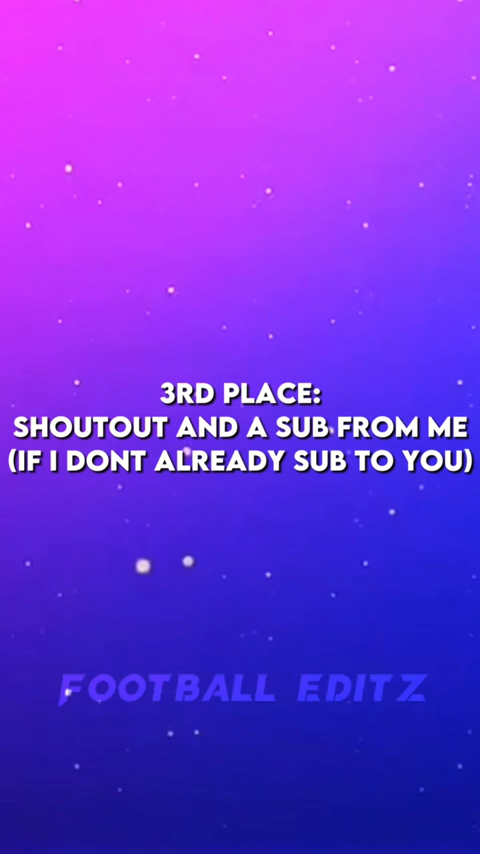 3RD PLACE:
SHOUTOUT AND A SUB FROM ME
(IF I DONT ALREADY SUB TO YOU)
FOOTBALL EDITZ